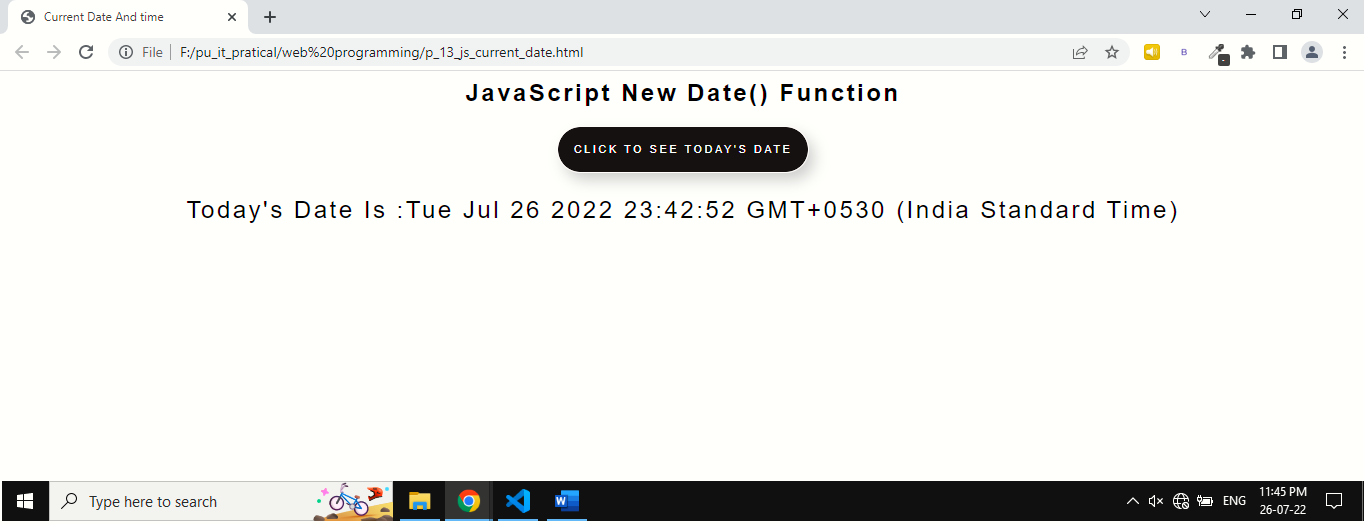 Current Date And time
File
F:/pu_it_pratical/web%20programming/p_13_js_current_date.html
B
JavaScript New Date() Function
CLICK TO SEE TODAY'S DATE
Today's Date Is :Tue Jul 26 2022 23:42:52 GMT+0530 (India Standard Time)
Type here to search
ENG
11:45 PM
26-07-22